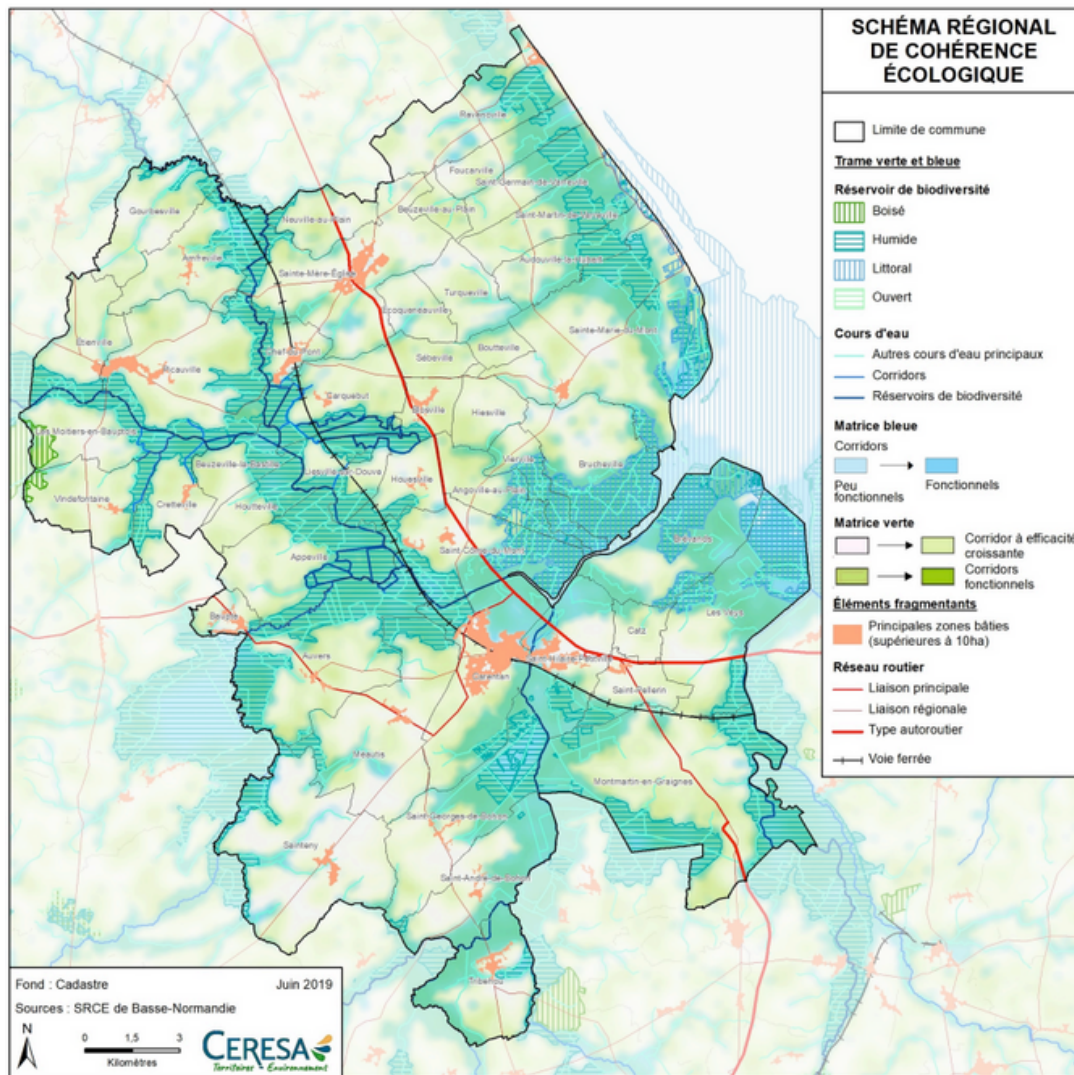 SCHÉMA RÉGIONAL
DE COHÉRENCE
ÉCOLOGIQUE
Limite de commune
Trame verte et bleue
Réservoir de biodiversité
Boisé
Humide
Littoral
Ouvert
Cours d'eau
Autres cours d'eau principaux
Corridors
Réservoirs de biodiversité
Matrice bleue
Corridors
Peu
fonctionnels
Fonctionnels
Matrice verte
Corridor à efficacité
croissante
Corridors
fonctionnels
Éléments fragmentants
Principales zones bâties
(supérieures à 10ha)
Réseau routier
Liaison principale
Liaison régionale
Type autoroutier
Voie ferrée
Ravenoville
Foucarville
Saint-Germain-de-Varreville
Beuzeville-au-Plain
Saint-Martin-de-Varreville
Gourbesville
Neuville-au-Plain
Amfreville
Sainte-Mère-Église
Audouville-la-Hubert
Turqueville
Écoquenéauville
Sainte-Marie-du-Mont
Boutteville
Sébeville
Étienville
Chef-du-Pont
Picauville
Carquebut
Blosville
Hiesville
Les Moitiers-en-Bauptois
Vierville
Brucheville
Beuzeville-la-Bastille
Liesville-sur-Douve
Houesville
Angoville-au-Plain
Vindefontaine
Cretteville
Houtteville
Appeville
Saint-Côme-du-Mont
Brévands
Les Veys
Baupte
Catz
Auvers
Carentan
Saint-Pellerin
Méautis
Montmartin-en-Graignes
Saint-Georges-de-Bohon
Sainteny
Saint-André-de-Bohon
Tribehou
Fond : Cadastre
Juin 2019
Sources : SRCE de Basse-Normandie
N
0 1,5 3
Kilomètres
CERESA
Territoires Environnement